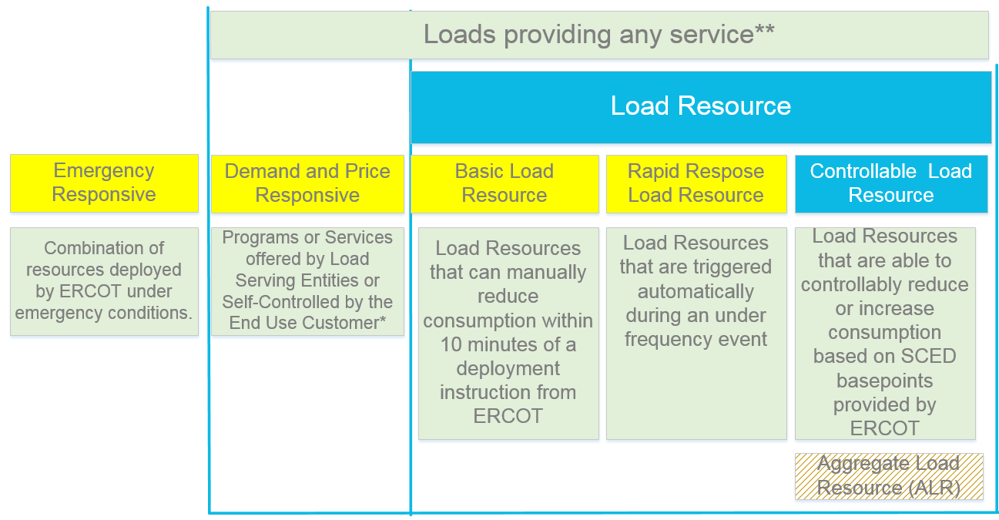 Loads providing any service**
Load Resource
Emergency
Responsive
Demand and Price
Responsive
Basic Load
Resource
Rapid Respose
Load Resource
Controllable Load
Resource
Combination of
resources deployed
by ERCOT under
emergency conditions.
Programs or Services
offered by Load
Serving Entities or
Self-Controlled by the
End Use Customer*
Load Resources
that can manually
reduce
consumption within
10 minutes of a
deployment
instruction from
ERCOT
Load Resources
that are triggered
automatically
during an under
frequency event
Load Resources
that are able to
controllably reduce
or increase
consumption
based on SCED
basepoints
provided by
ERCOT
Aggregate Load
Resource (ALR)